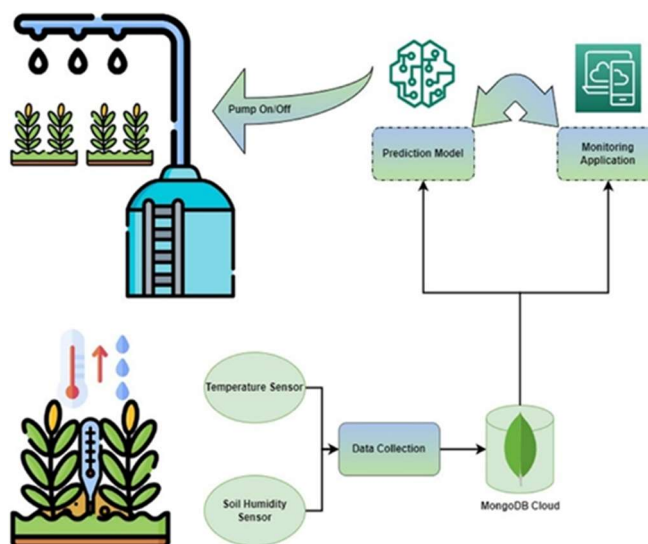 Pump On/Off
Prediction Model
Monitoring
Application
Temperature Sensor
Data Collection
Soil Humidity
Sensor
MongoDB Cloud